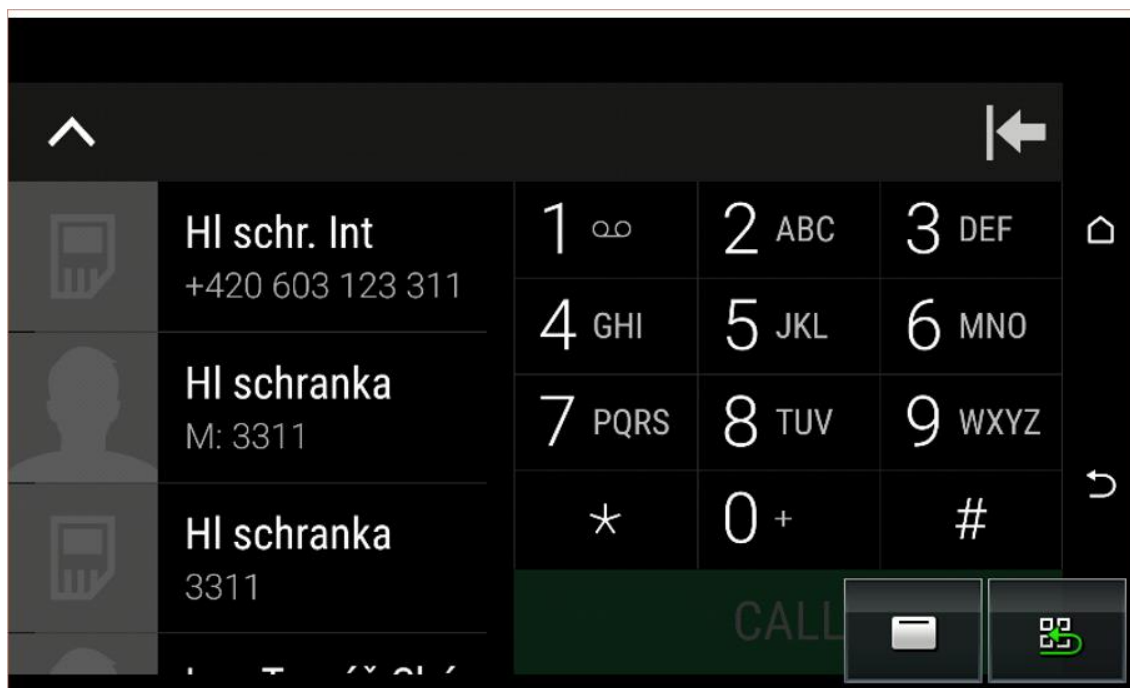 Hl schr. Int
+420 603 123 311
Hl schranka
M: 3311
Hl schranka
3311
1
2 ABC
3 DEF
4 GHI
5 JKL
6 MNO
7 PQRS
8 TUV
9 WXYZ
*
0 +
#
CALL